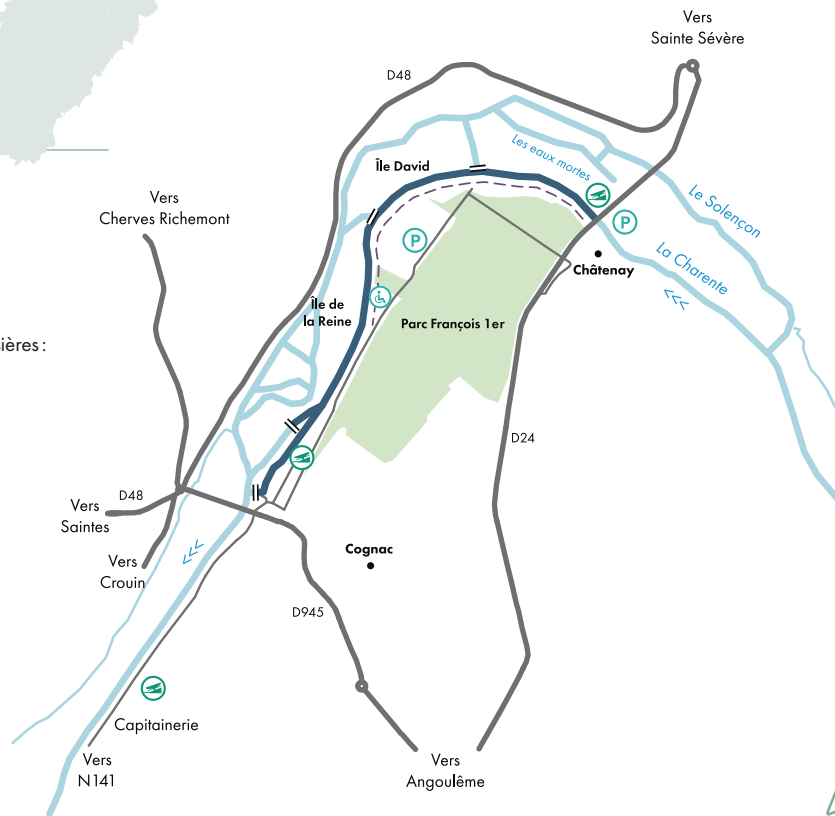 Vers
Sainte Sévère
D48
Les eaux mortes
Île David
Vers
Cherves Richemont
P
Le Solençon
P
La Charente
Châtenay
Île de
la Reine
Parc François 1er
ières :
D24
D48
Vers
Saintes
Vers
Crouin
Cognac
D945
Capitainerie
Vers
N141
Vers
Angoulême